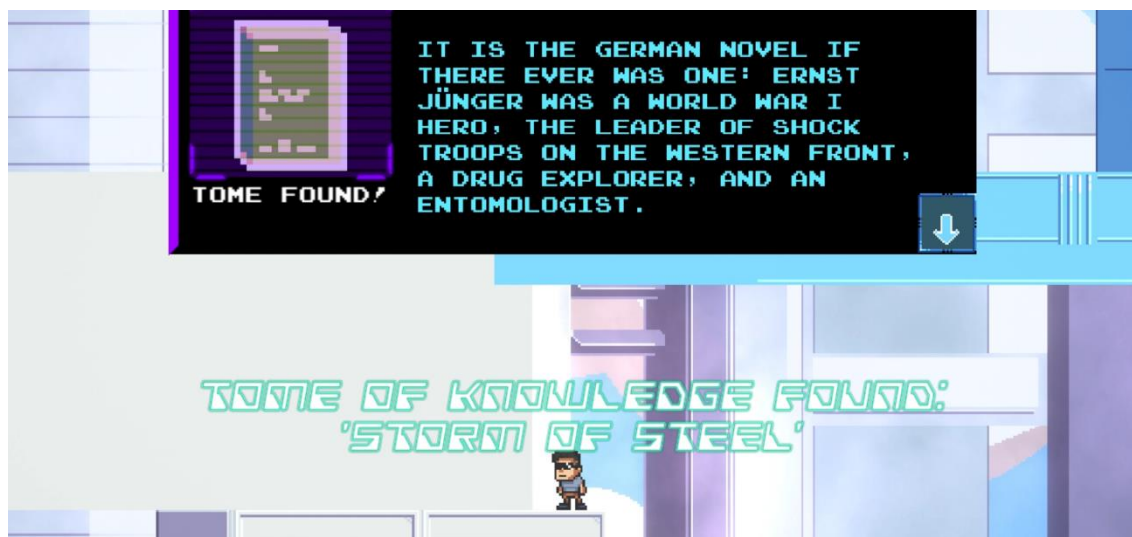 IT IS THE GERMAN NOVEL IF
THERE EVER WAS ONE: ERNST
JÜNGER WAS A WORLD WAR I
HERO, THE LEADER OF SHOCK
TROOPS ON THE WESTERN FRONT,
A DRUG EXPLORER, AND AN
ENTOMOLOGIST.
TOME FOUND!
TOME OF KNOWLEDGE FOUND:
'STORM OF STEEL'